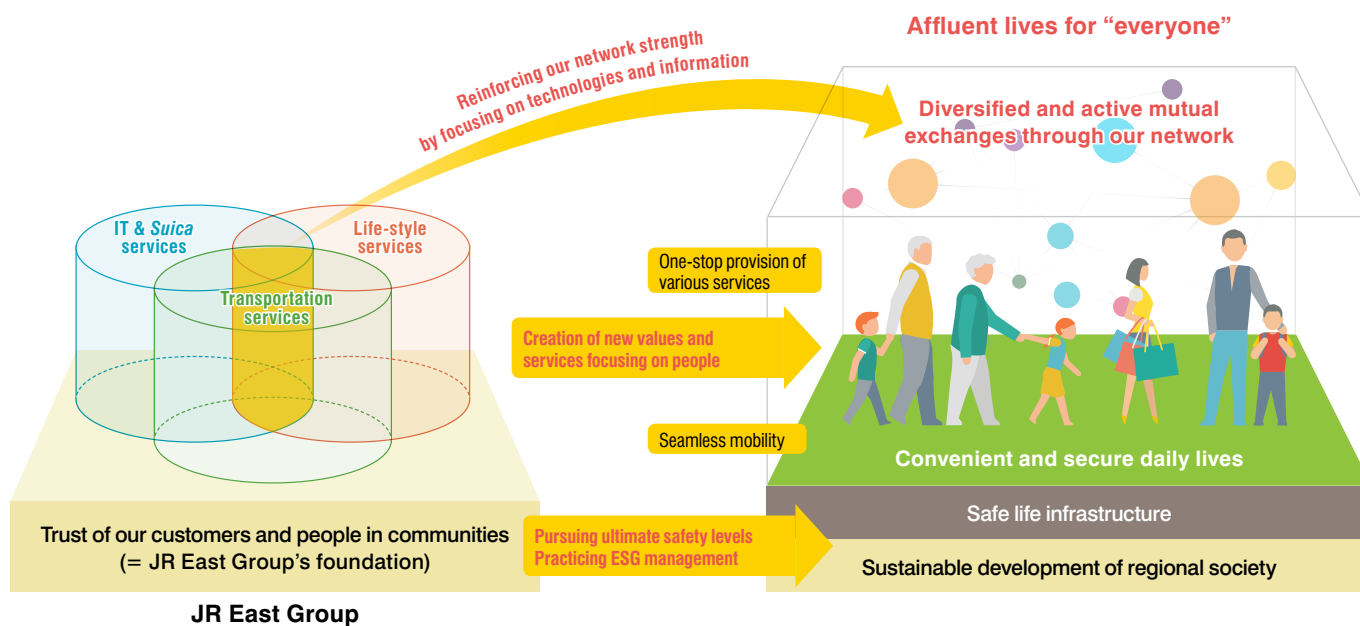 Affluent lives for “everyone”
Reinforcing our network strength
by focusing on technologies and information
Diversified and active mutual
exchanges through our network
IT & Suica
services
Life-style
services
Transportation
services
One-stop provision of
various services
Creation of new values and
services focusing on people
Seamless mobility
Convenient and secure daily lives
Safe life infrastructure
Trust of our customers and people in communities
(= JR East Group’s foundation)
Pursuing ultimate safety levels
Practicing ESG management
Sustainable development of regional society
JR East Group